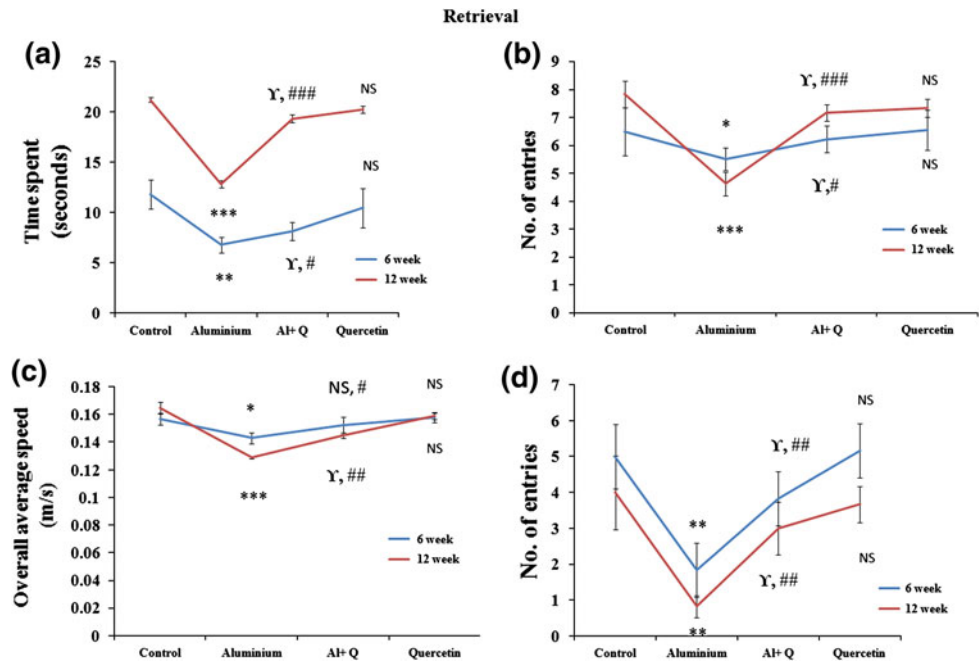 Retrieval
(a)
Time spent
(seconds)
25
20
15
10
5
0
ϒ, ###
NS
NS
***
**
ϒ, #
6 week
12 week
Control Aluminium Al+ Q Quercetin
(b)
No. of entries
9
8
7
6
5
4
3
2
1
0
ϒ, ###
NS
*
NS
ϒ,#
***
6 week
12 week
Control Aluminium Al+ Q Quercetin
(c)
Overall average speed
(m/s)
0.18
0.16
0.14
0.12
0.1
0.08
0.06
0.04
0.02
0
NS, #
NS
*
NS
ϒ, ##
***
6 week
12 week
Control Aluminium Al+ Q Quercetin
(d)
No. of entries
7
6
5
4
3
2
1
0
NS
ϒ, ##
**
NS
ϒ, ##
**
6 week
12 week
Control Aluminium Al+ Q Quercetin